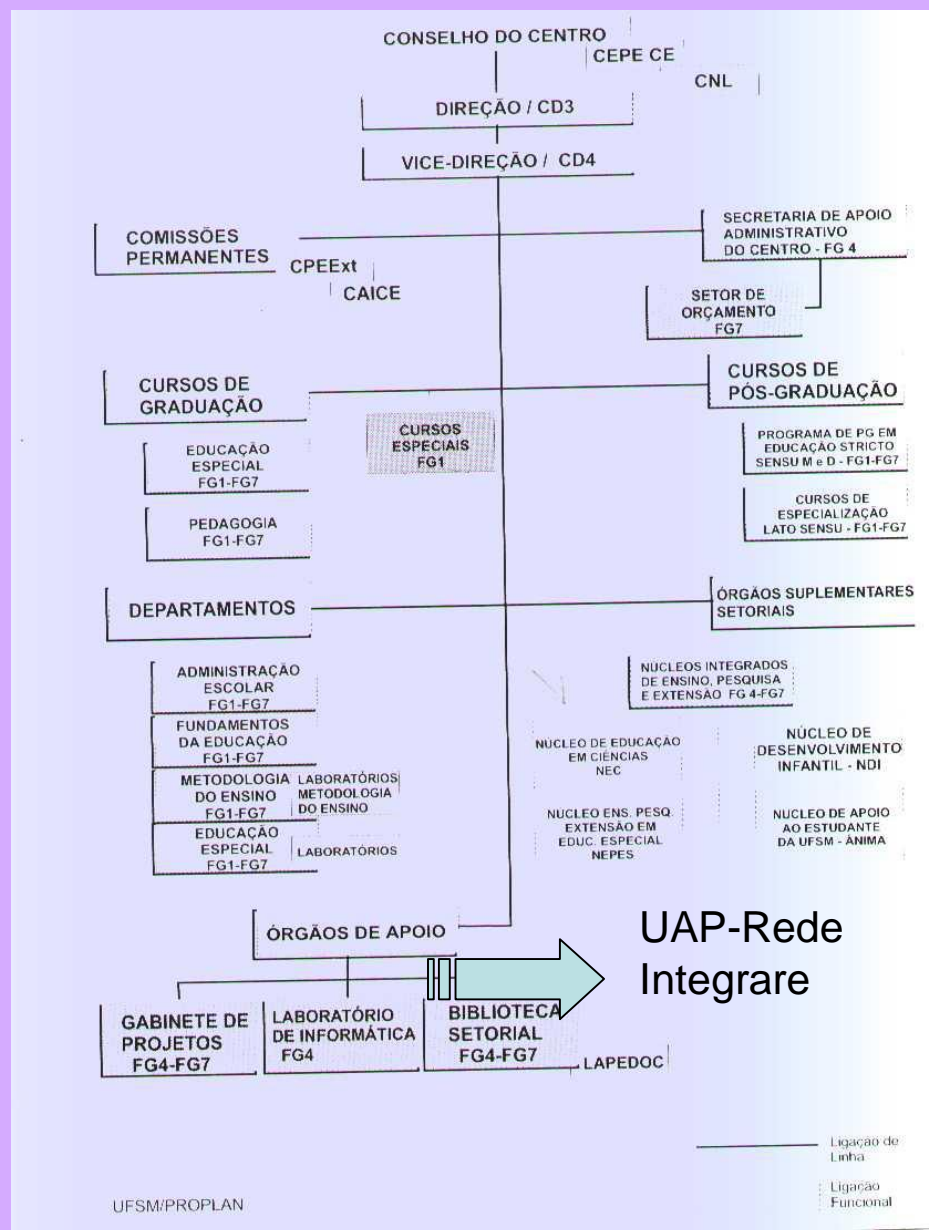 CONSELHO DO CENTRO
CEPE CE
CNL
DIREÇÃO / CD3
VICE-DIREÇÃO / CD4
COMISSÕES
PERMANENTES
CPEExt
CAICE
SECRETARIA DE APOIO
ADMINISTRATIVO
DO CENTRO - FG 4
SETOR DE
ORÇAMENTO
FG7
CURSOS DE
GRADUAÇÃO
CURSOS DE
PÓS-GRADUAÇÃO
CURSOS
ESPECIAIS
FG1
EDUCAÇÃO
ESPECIAL
FG1-FG7
PEDAGOGIA
FG1-FG7
PROGRAMA DE PG EM
EDUCAÇÃO STRICTO
SENSU M e D - FG1-FG7
CURSOS DE
ESPECIALIZAÇÃO
LATO SENSU - FG1-FG7
DEPARTAMENTOS
ÓRGÃOS SUPLEMENTARES
SETORIAIS
ADMINISTRAÇÃO
ESCOLAR
FG1-FG7
FUNDAMENTOS
DA EDUCAÇÃO
FG1-FG7
METODOLOGIA
DO ENSINO
FG1-FG7
LABORATÓRIOS
METODOLOGIA
DO ENSINO
EDUCAÇÃO
ESPECIAL
FG1-FG7
LABORATÓRIOS
NÚCLEOS INTEGRADOS
DE ENSINO, PESQUISA
E EXTENSÃO FG 4-FG7
NÚCLEO DE EDUCAÇÃO
EM CIÊNCIAS
NEC
NÚCLEO DE
DESENVOLVIMENTO
INFANTIL - NDI
NÚCLEO ENS. PESQ.
EXTENSÃO EM
EDUC. ESPECIAL
NEPES
NUCLEO DE APOIO
AO ESTUDANTE
DA UFSM - ÂNIMA
ÓRGÃOS DE APOIO
UAP-Rede
Integrare
GABINETE DE
PROJETOS
FG4-FG7
LABORATÓRIO
DE INFORMÁTICA
FG4
BIBLIOTECA
SETORIAL
FG4-FG7
LAPEDOC
Ligação de
Linha
Ligação
Funcional
UFSM/PROPLAN